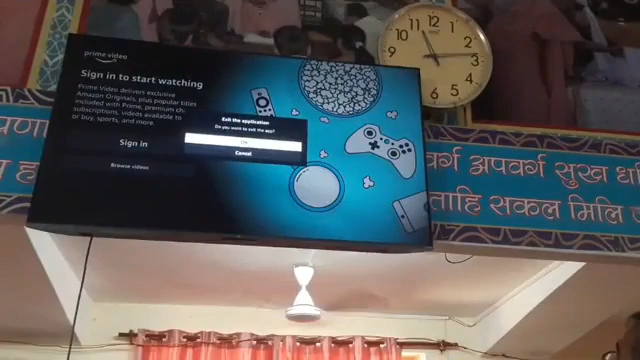 prime video
Sign in to start watching
Prime Video delivers exclusive
Amazon Originals, plus popular titles
included with Prime, premium ch
subscriptions, videos available to
or buy, sports, and more.
Sign in
Browse videos
Exit the application
Do you want to exit the app?
OK
Cancel
12
11
10
9
8
7
6
5
4
3
2
1
वर्ग अपवर्ग सुख
ताहि सकल मिलि